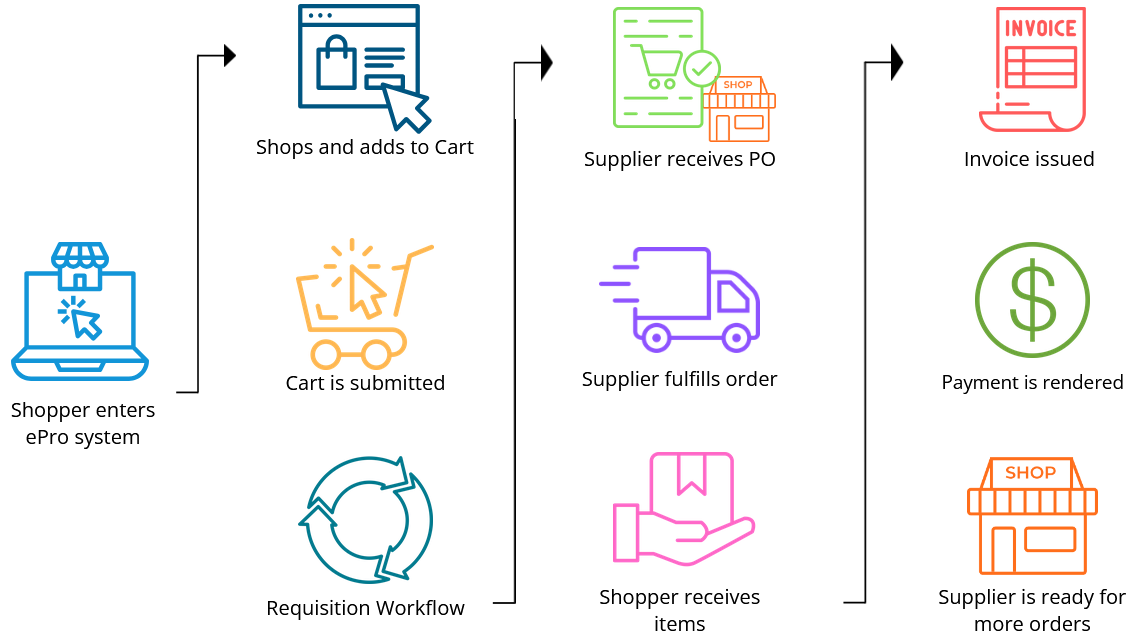 Shopper enters
ePro system
Shops and adds to Cart
Cart is submitted
Requisition Workflow
SHOP
Supplier receives PO
Supplier fulfills order
Shopper receives
items
INVOICE
Invoice issued
$
Payment is rendered
SHOP
Supplier is ready for
more orders